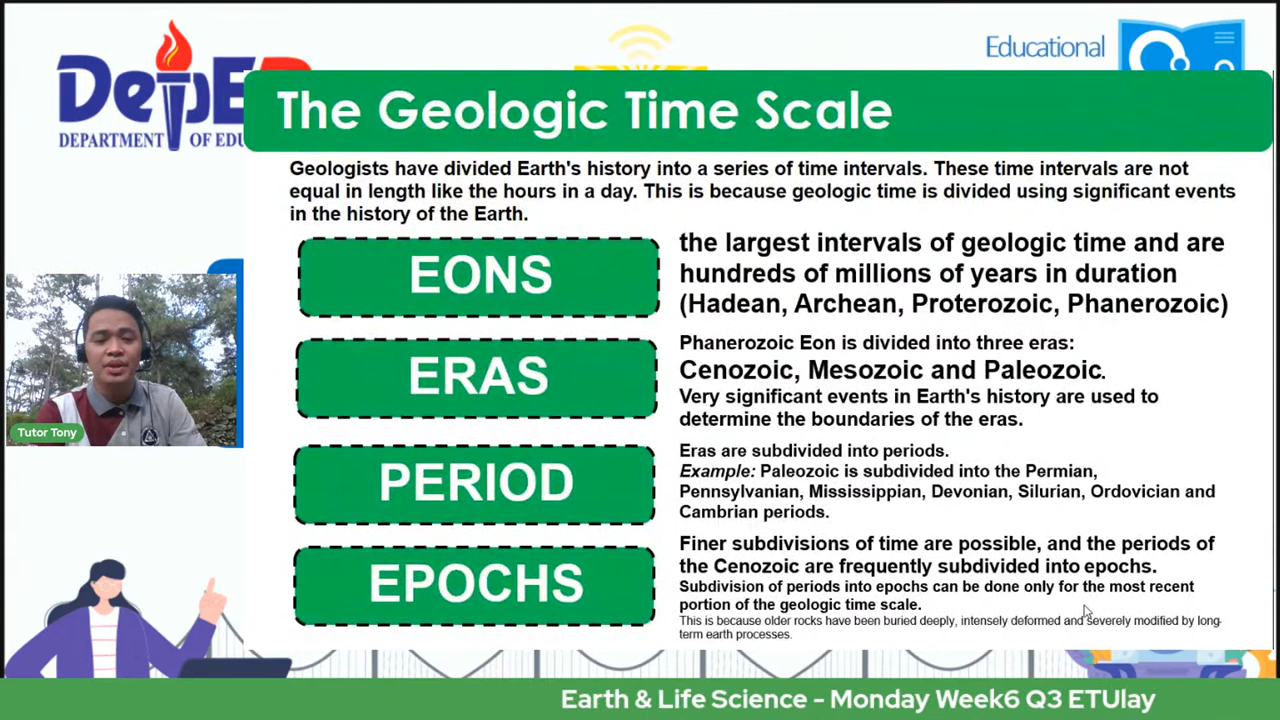 DepE
DEPARTMENT OF EDU
Educational
The Geologic Time Scale
Geologists have divided Earth's history into a series of time intervals. These time intervals are not
equal in length like the hours in a day. This is because geologic time is divided using significant events
in the history of the Earth.
EONS
the largest intervals of geologic time and are
hundreds of millions of years in duration
(Hadean, Archean, Proterozoic, Phanerozoic)
ERAS
Phanerozoic Eon is divided into three eras:
Cenozoic, Mesozoic and Paleozoic.
Very significant events in Earth's history are used to
determine the boundaries of the eras.
Tutor Tony
PERIOD
Eras are subdivided into periods.
Example: Paleozoic is subdivided into the Permian,
Pennsylvanian, Mississippian, Devonian, Silurian, Ordovician and
Cambrian periods.
EPOCHS
Finer subdivisions of time are possible, and the periods of
the Cenozoic are frequently subdivided into epochs.
Subdivision of periods into epochs can be done only for the most recent
portion of the geologic time scale.
This is because older rocks have been buried deeply, intensely deformed and severely modified by long-
term earth processes.
Earth & Life Science - Monday Week6 Q3 ETUlay